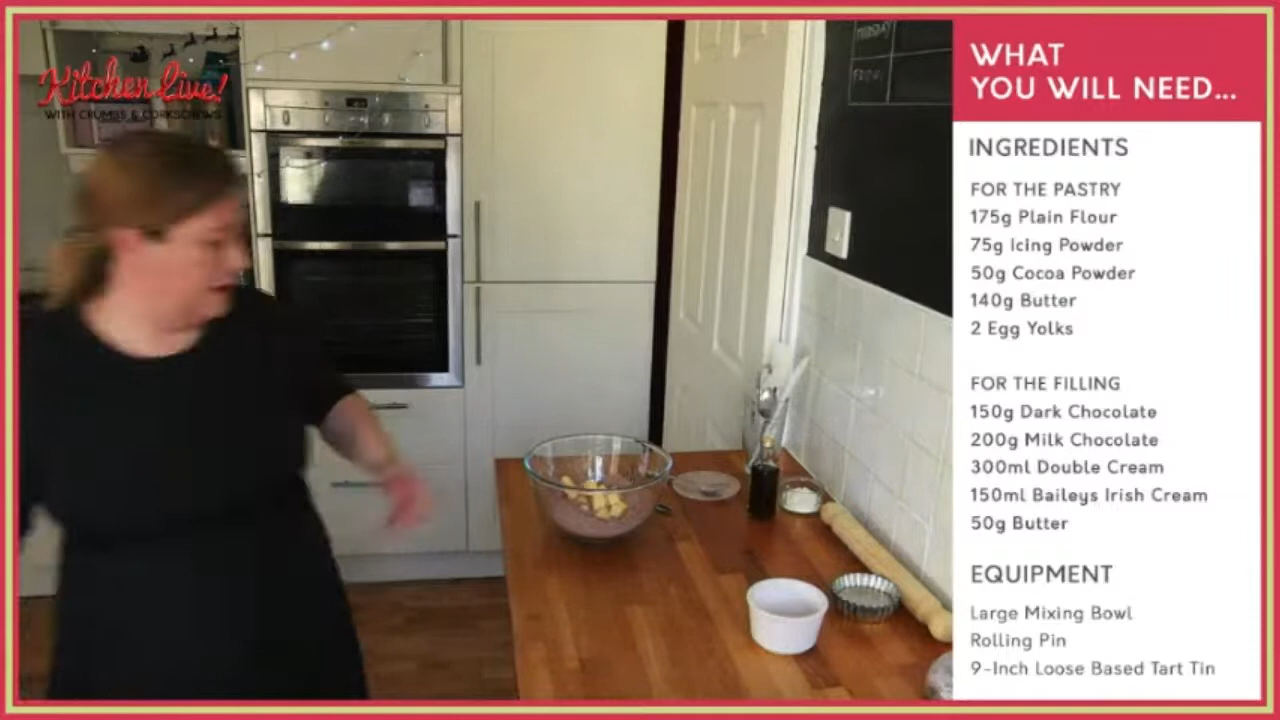 Kitchen Live!
WITH CRUMBS & CORKSCREWS
WHAT
YOU WILL NEED...
INGREDIENTS
FOR THE PASTRY
175g Plain Flour
75g Icing Powder
50g Cocoa Powder
140g Butter
2 Egg Yolks
FOR THE FILLING
150g Dark Chocolate
200g Milk Chocolate
300ml Double Cream
150ml Baileys Irish Cream
50g Butter
EQUIPMENT
Large Mixing Bowl
Rolling Pin
9-Inch Loose Based Tart Tin